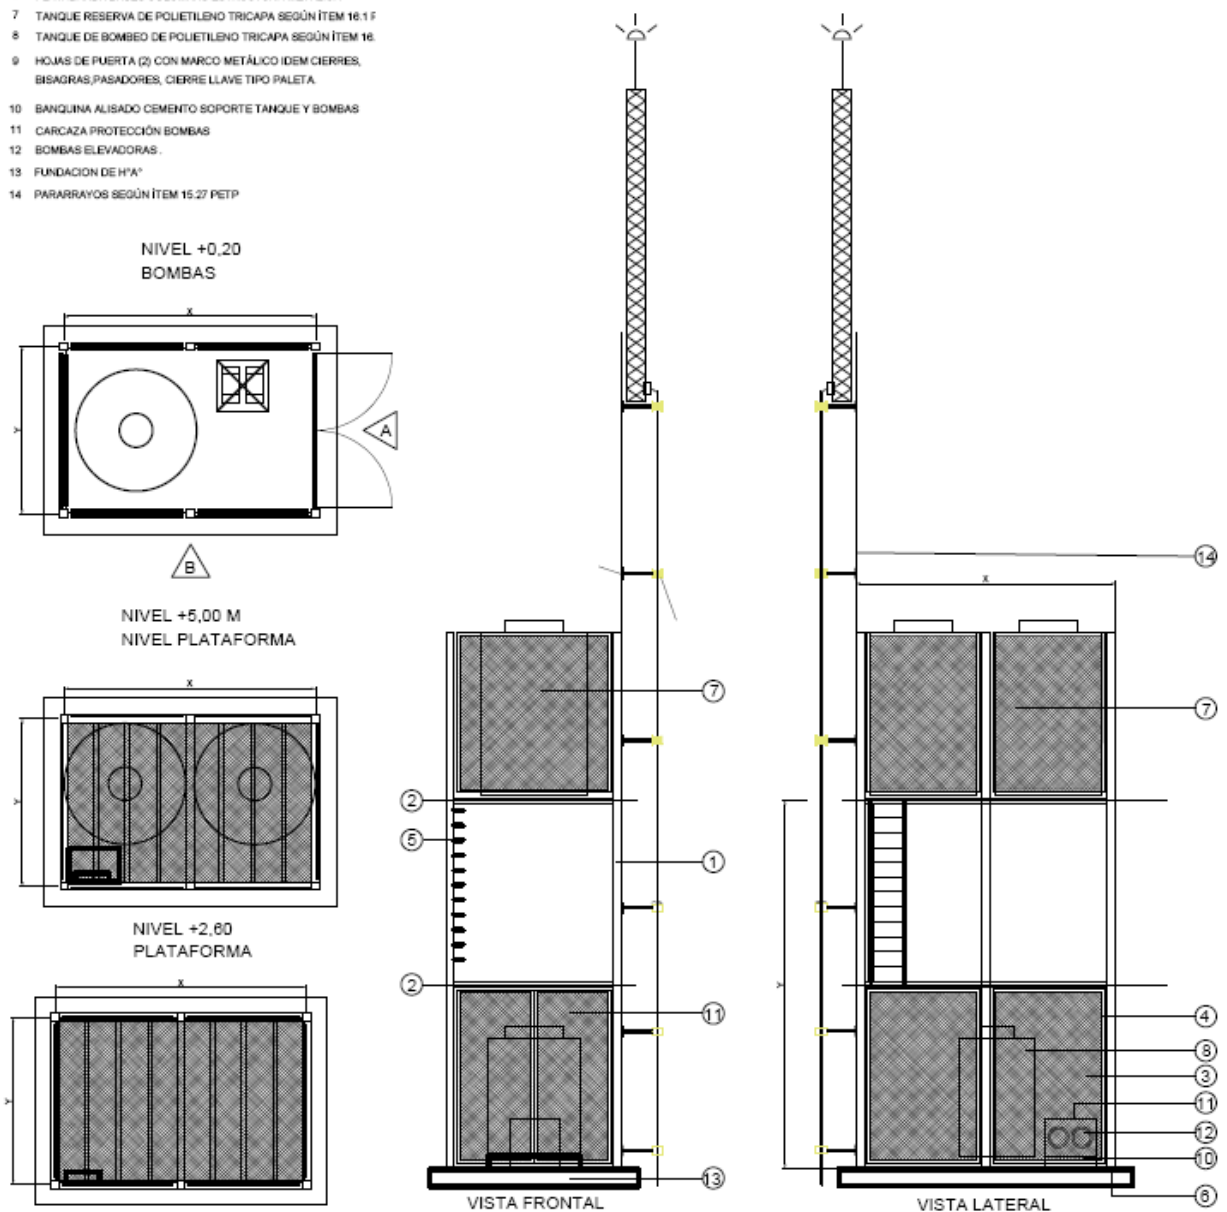 7 TANQUE RESERVA DE POLIETILENO TRICAPA SEGÚN ÍTEM 16.1
8 TANQUE DE BOMBEO DE POLIETILENO TRICAPA SEGÚN ÍTEM 16.
9 HOJAS DE PUERTA (2) CON MARCO METÁLICO IDEM CIERRES,
BISAGRAS,PASADORES, CIERRE LLAVE TIPO PALETA.
10 BANQUINA ALISADO CEMENTO SOPORTE TANQUE Y BOMBAS
11 CARCAZA PROTECCIÓN BOMBAS
12 BOMBAS ELEVADORAS.
13 FUNDACION DE HºAº
14 PARARRAYOS SEGÚN ÍTEM 15.27 PETP
NIVEL +0,20
BOMBAS
X
Y
A
B
NIVEL +5,00 M
NIVEL PLATAFORMA
X
Y
NIVEL +2,60
PLATAFORMA
X
Y
7
2
5
1
2
11
13
VISTA FRONTAL
14
X
7
Y
4
8
3
11
12
10
6
VISTA LATERAL